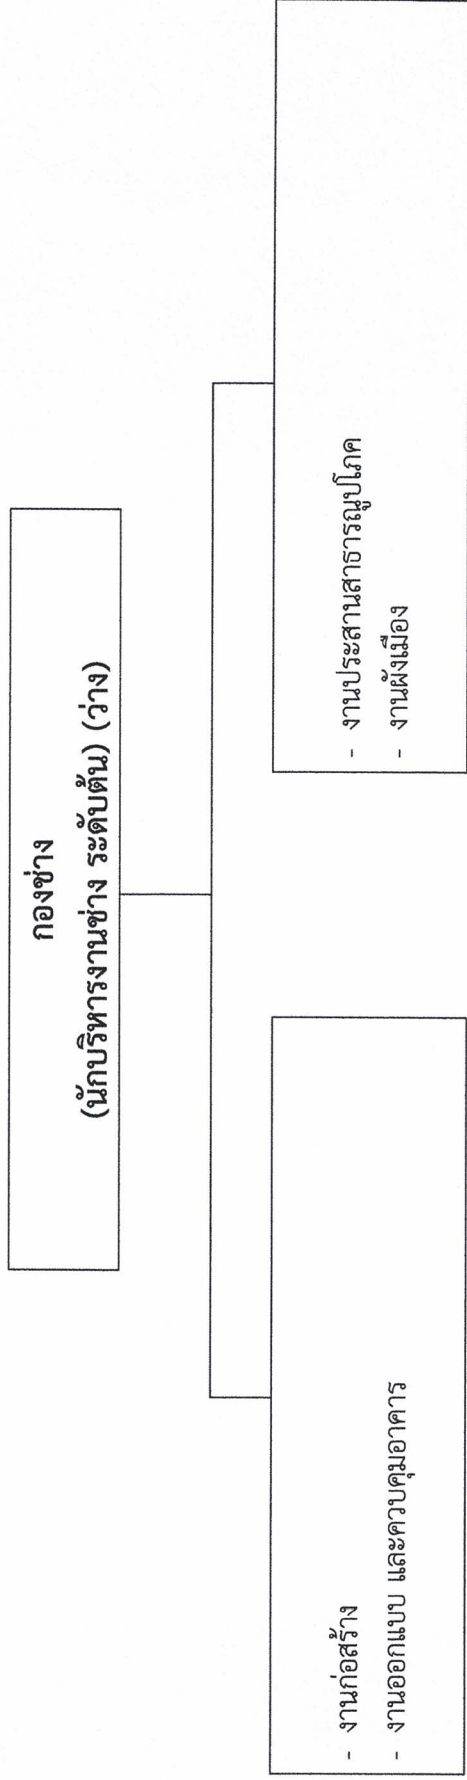 กองช่าง
(นักบริหารงานช่าง ระดับต้น) (ว่าง)
- งานก่อสร้าง
- งานออกแบบ และควบคุมอาคาร
- งานประสานสาธารณูปโภค
- งานผังเมือง